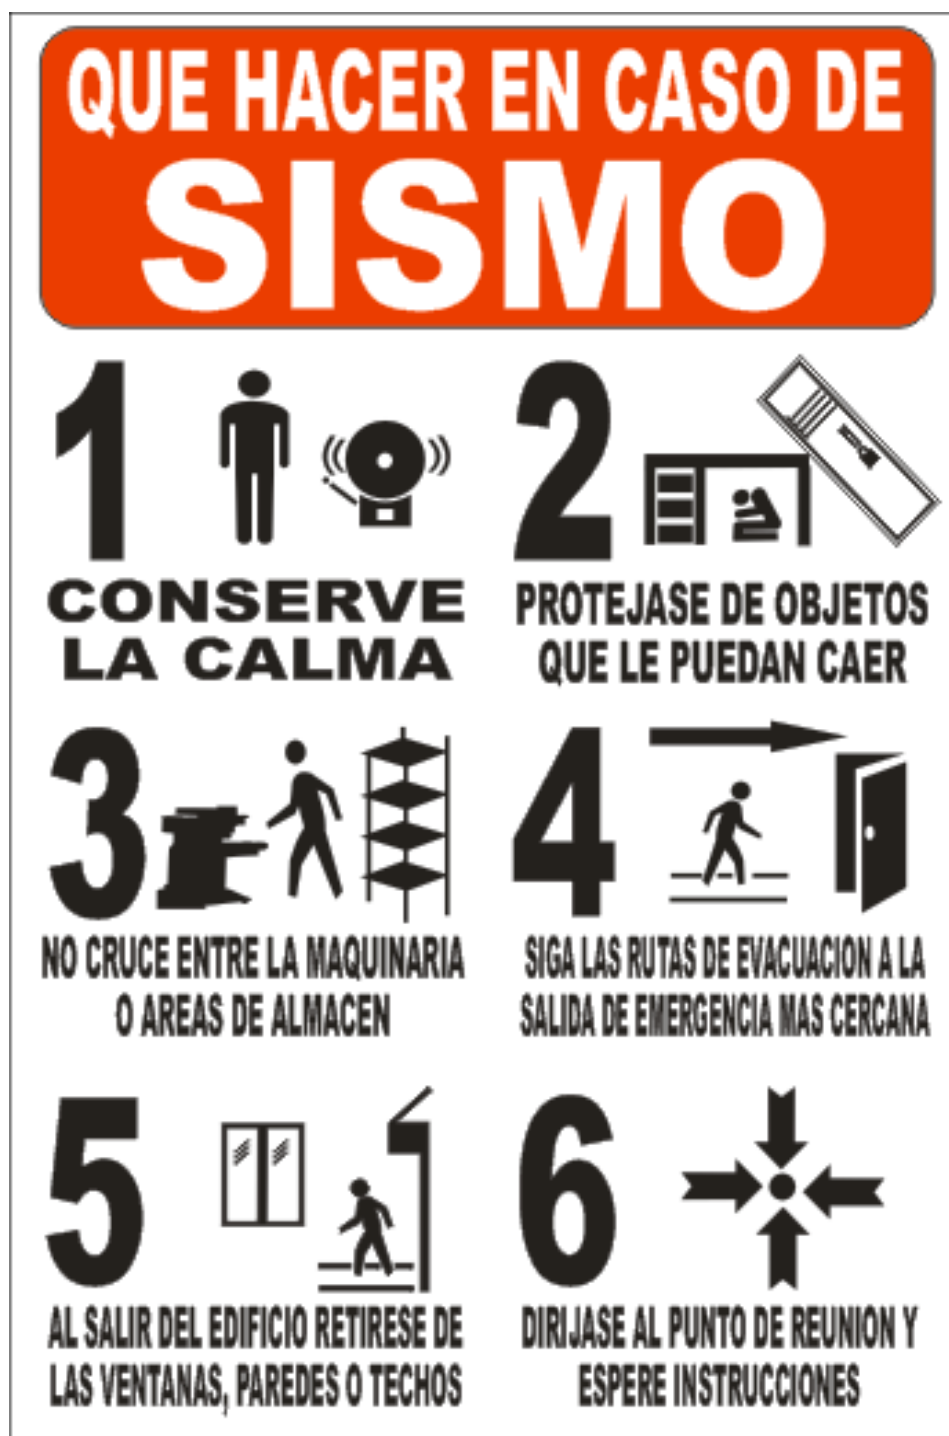 QUE HACER EN CASO DE
SISMO
1
CONSERVE
LA CALMA
2
PROTEJASE DE OBJETOS
QUE LE PUEDAN CAER
3
NO CRUCE ENTRE LA MAQUINARIA
O AREAS DE ALMACEN
4
SIGA LAS RUTAS DE EVACUACION A LA
SALIDA DE EMERGENCIA MAS CERCANA
5
AL SALIR DEL EDIFICIO RETIRESE DE
LAS VENTANAS, PAREDES O TECHOS
6
DIRIJASE AL PUNTO DE REUNION Y
ESPERE INSTRUCCIONES